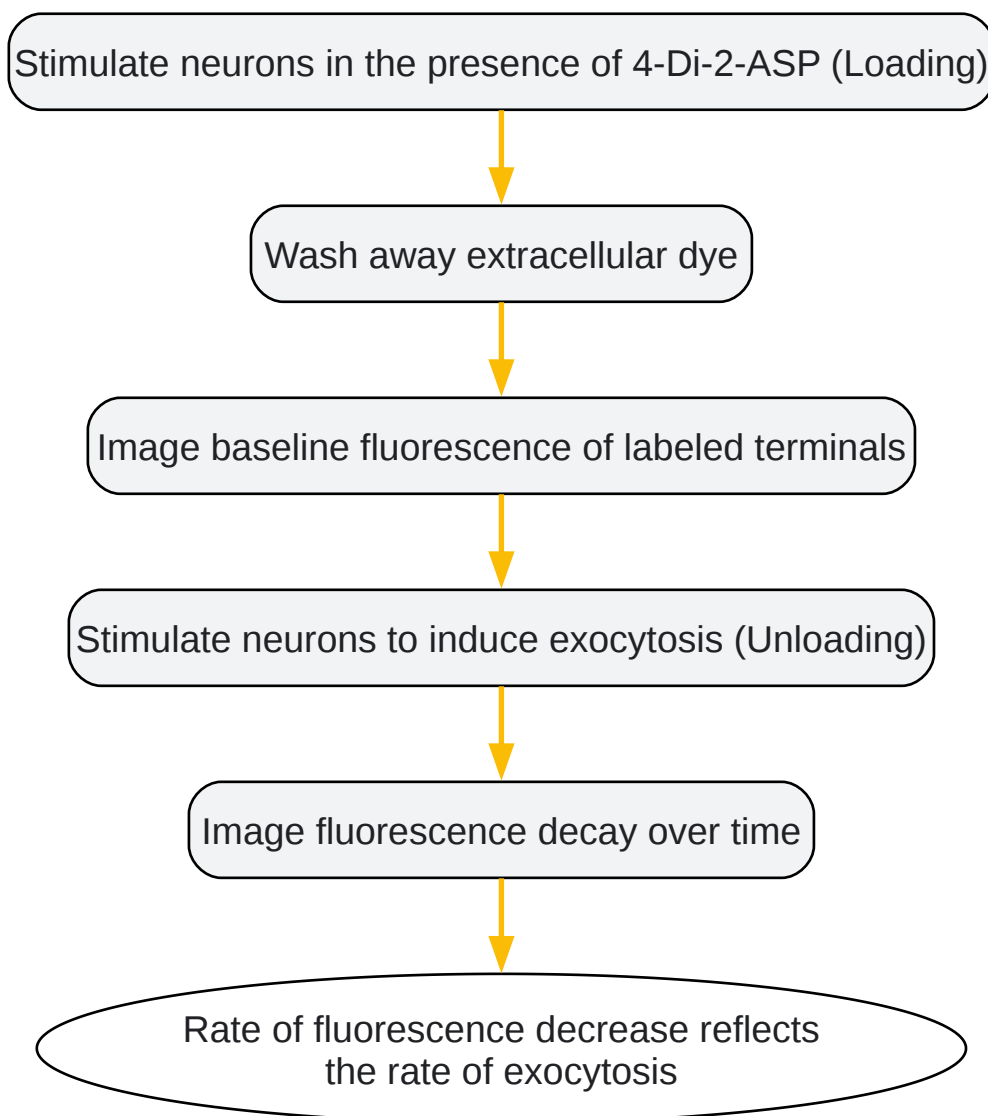 Stimulate neurons in the presence of 4-Di-2-ASP (Loading)
Wash away extracellular dye
Image baseline fluorescence of labeled terminals
Stimulate neurons to induce exocytosis (Unloading)
Image fluorescence decay over time
Rate of fluorescence decrease reflects
the rate of exocytosis